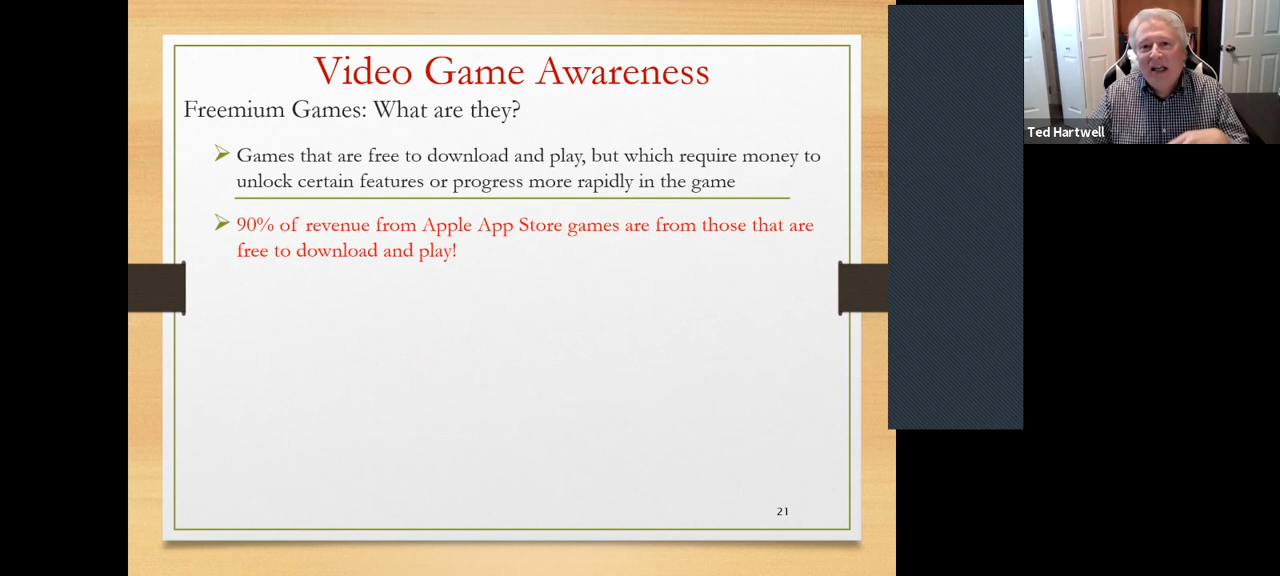 Video Game Awareness
Freemium Games: What are they?
Games that are free to download and play, but which require money to
unlock certain features or progress more rapidly in the game
90% of revenue from Apple App Store games are from those that are
free to download and play!
21
Ted Hartwell